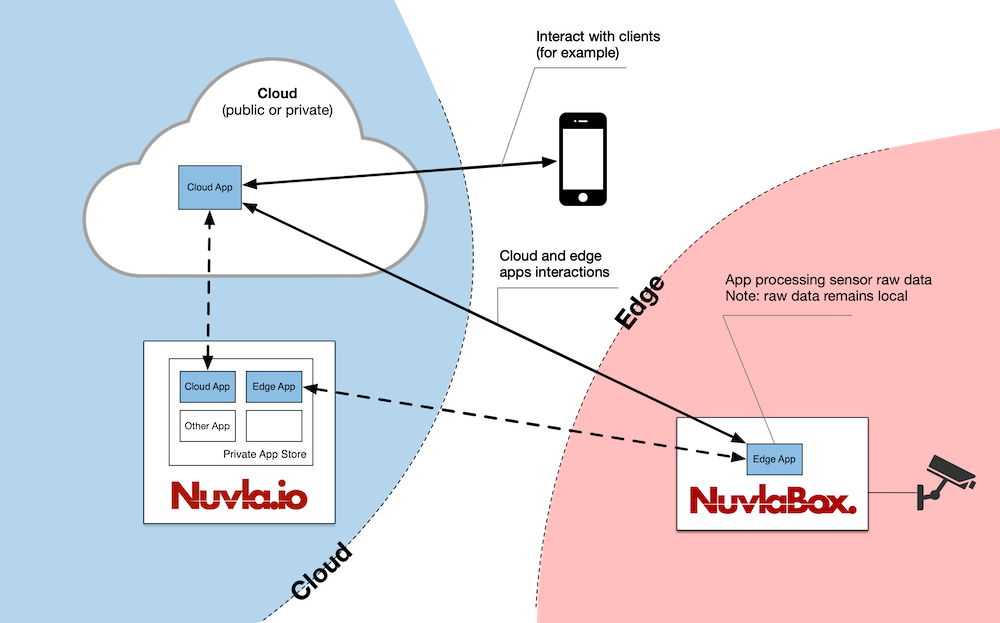 Interact with clients
(for example)
Cloud
(public or private)
Cloud App
Cloud and edge
apps interactions
Edge
App processing sensor raw data
Note: raw data remains local
Cloud App
Edge App
Other App
Private App Store
Nuvla.io
Edge App
NuvlaBox.
Cloud